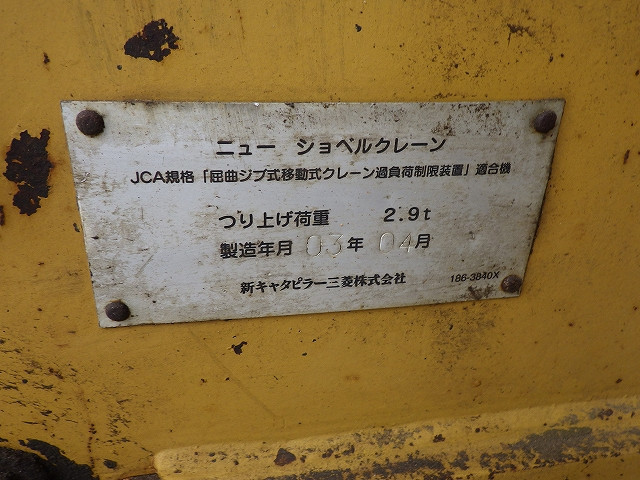 ニュー ショベルクレーン
JCA規格「屈曲ジブ式移動式クレーン過負荷制限装置」適合機
つり上げ荷重 2.9t
製造年月 03年 04月
新キャタピラー三菱株式会社
186-3840X